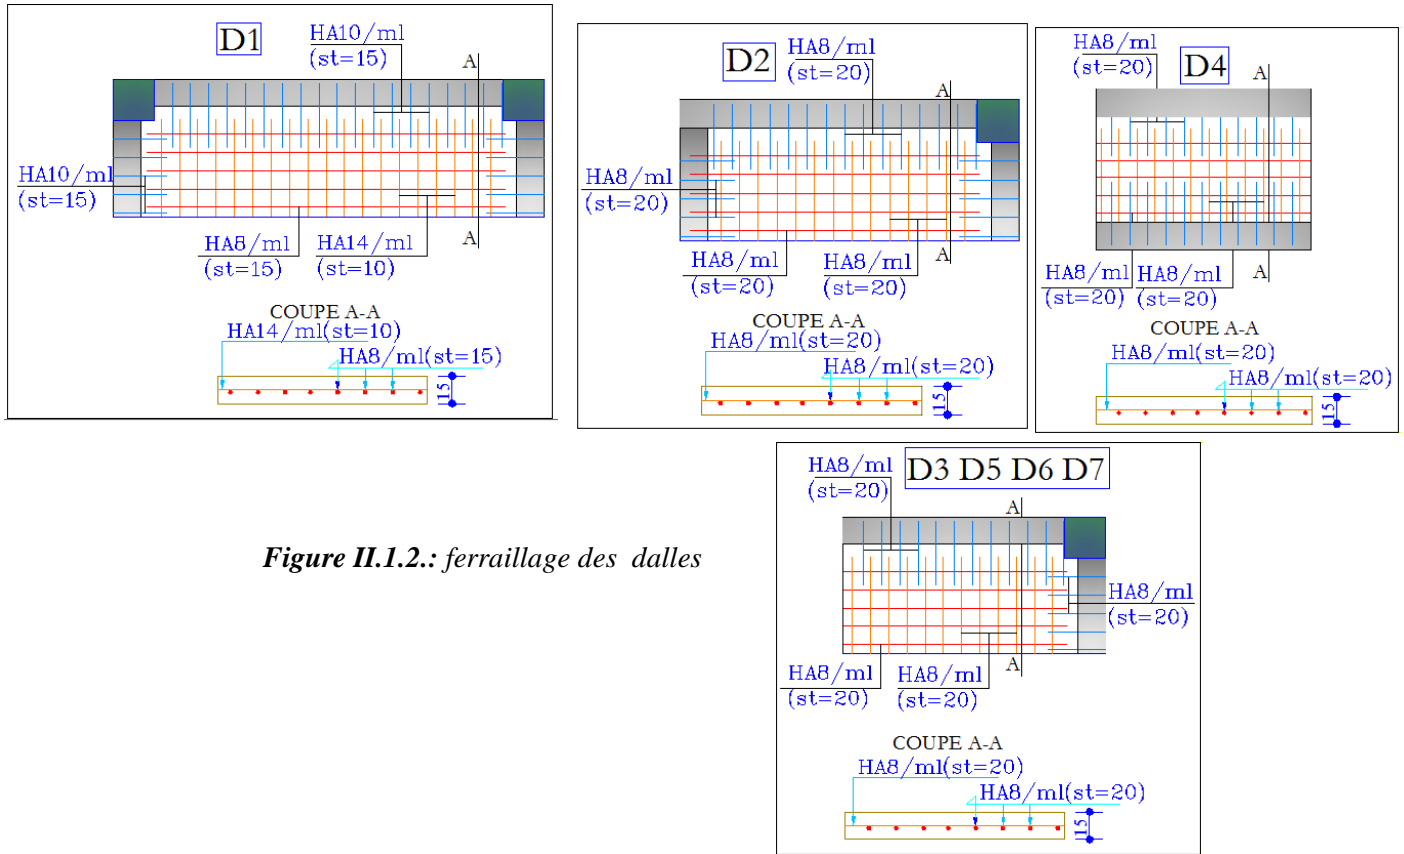 D1
HA10/ml
(st=15)
A
HA10/ml
(st=15)
HA8/ml
(st=15)
HA14/ml
(st=10)
A
COUPE A-A
HA14/ml(st=10)
HA8/ml(st=15)
15
D2
HA8/ml
(st=20)
A
HA8/ml
(st=20)
HA8/ml
(st=20)
HA8/ml
(st=20)
A
COUPE A-A
HA8/ml(st=20)
HA8/ml(st=20)
15
HA8/ml
(st=20)
D4
A
HA8/ml
(st=20)
HA8/ml
(st=20)
A
COUPE A-A
HA8/ml(st=20)
HA8/ml(st=20)
15
HA8/ml
(st=20)
D3 D5 D6 D7
A
HA8/ml
(st=20)
HA8/ml
(st=20)
HA8/ml
(st=20)
A
COUPE A-A
HA8/ml(st=20)
HA8/ml(st=20)
15
Figure II.1.2.: ferraillage des dalles